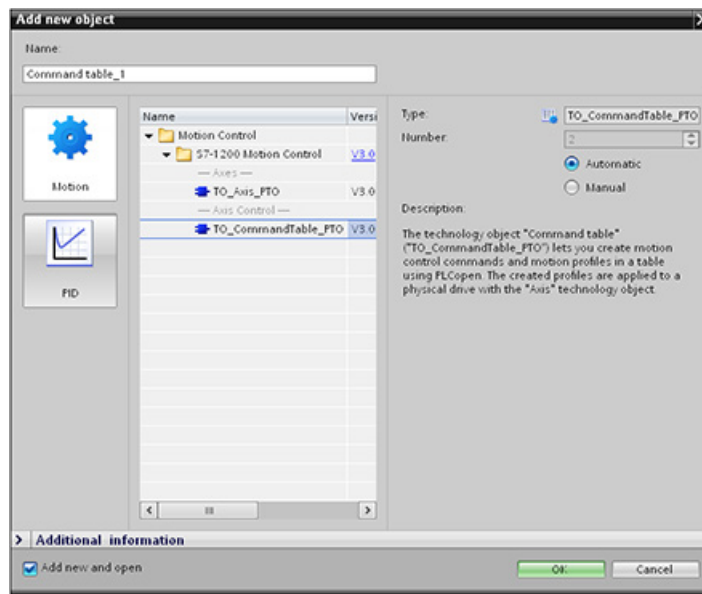 Add new object
Name:
Command table_1
Motion
PID
Name Versi
Motion Control
S7-1200 Motion Control V3.0
— Axes —
TO_Axis_PTO V3.0
— Axis Control —
TO_CommandTable_PTO V3.0
Type: TO_CommandTable_PTO
Number: 2
Automatic
Manual
Description:
The technology object "Command table"
("TO_CommandTable_PTO") lets you create motion
control commands and motion profiles in a table
using PLCopen. The created profiles are applied to a
physical drive with the "Axis" technology object.
Additional information
Add new and open
OK Cancel